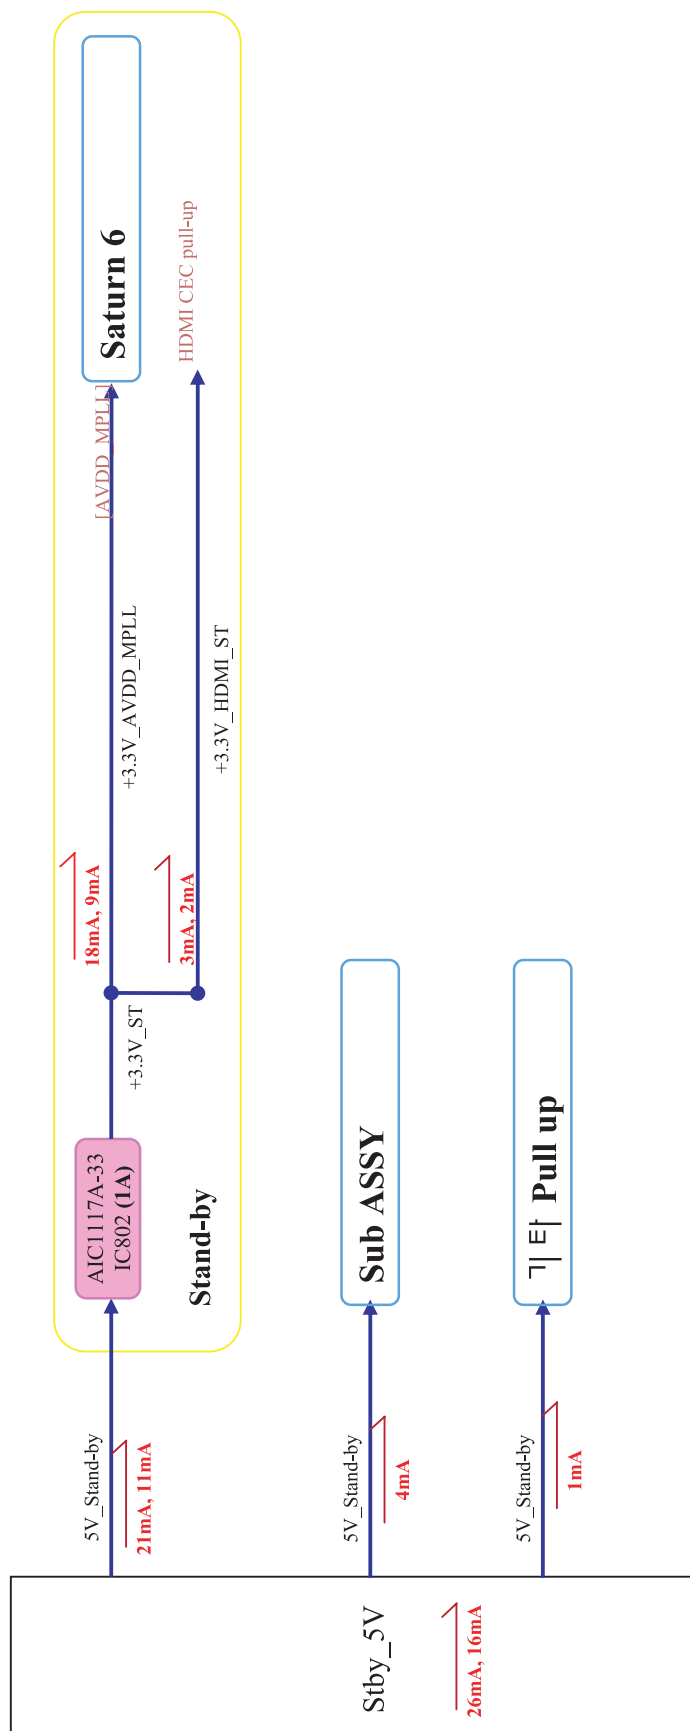 Stby_5V
26mA, 16mA
5V_Stand-by
21mA, 11mA
AIC1117A-33
IC802 (1A)
+3.3V_ST
18mA, 9mA
+3.3V_AVDD_MPLL
[AVDD_MPLL]
Saturn 6
3mA, 2mA
+3.3V_HDMI_ST
HDMI CEC pull-up
Stand-by
5V_Stand-by
4mA
Sub ASSY
5V_Stand-by
1mA
기타 Pull up